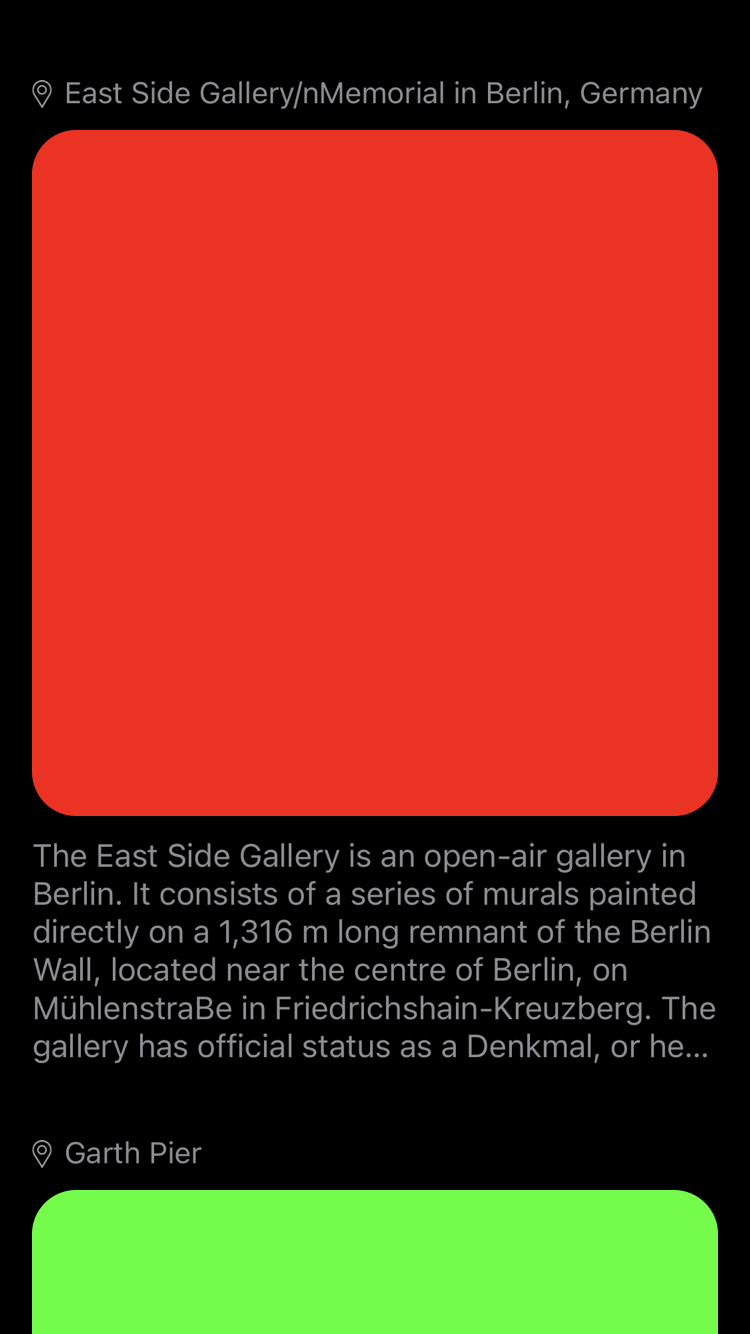 East Side Gallery/nMemorial in Berlin, Germany
The East Side Gallery is an open-air gallery in
Berlin. It consists of a series of murals painted
directly on a 1,316 m long remnant of the Berlin
Wall, located near the centre of Berlin, on
MühlenstraBe in Friedrichshain-Kreuzberg. The
gallery has official status as a Denkmal, or he...
Garth Pier